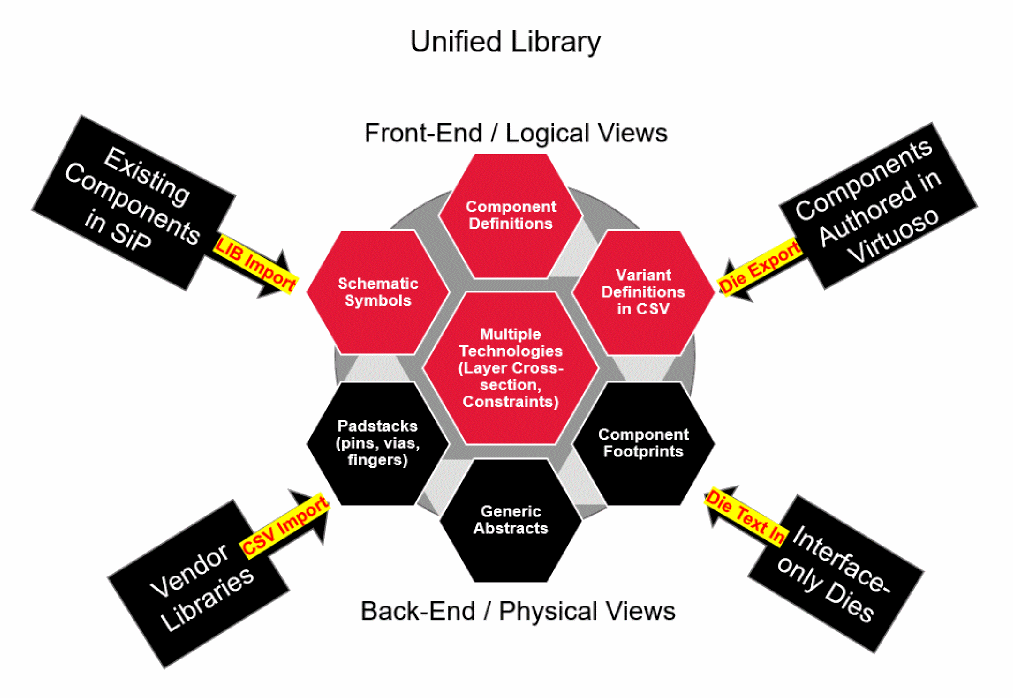 Unified Library
Front-End / Logical Views
Existing
Components
in SiP
LIB Import
Components
Authored in
Virtuoso
Die Export
Component
Definitions
Schematic
Symbols
Variant
Definitions
in CSV
Multiple
Technologies
(Layer Cross-
section,
Constraints)
Padstacks
(pins, vias,
fingers)
Component
Footprints
Generic
Abstracts
Vendor
Libraries
CSV Import
Die Text In
Interface-
only Dies
Back-End / Physical Views